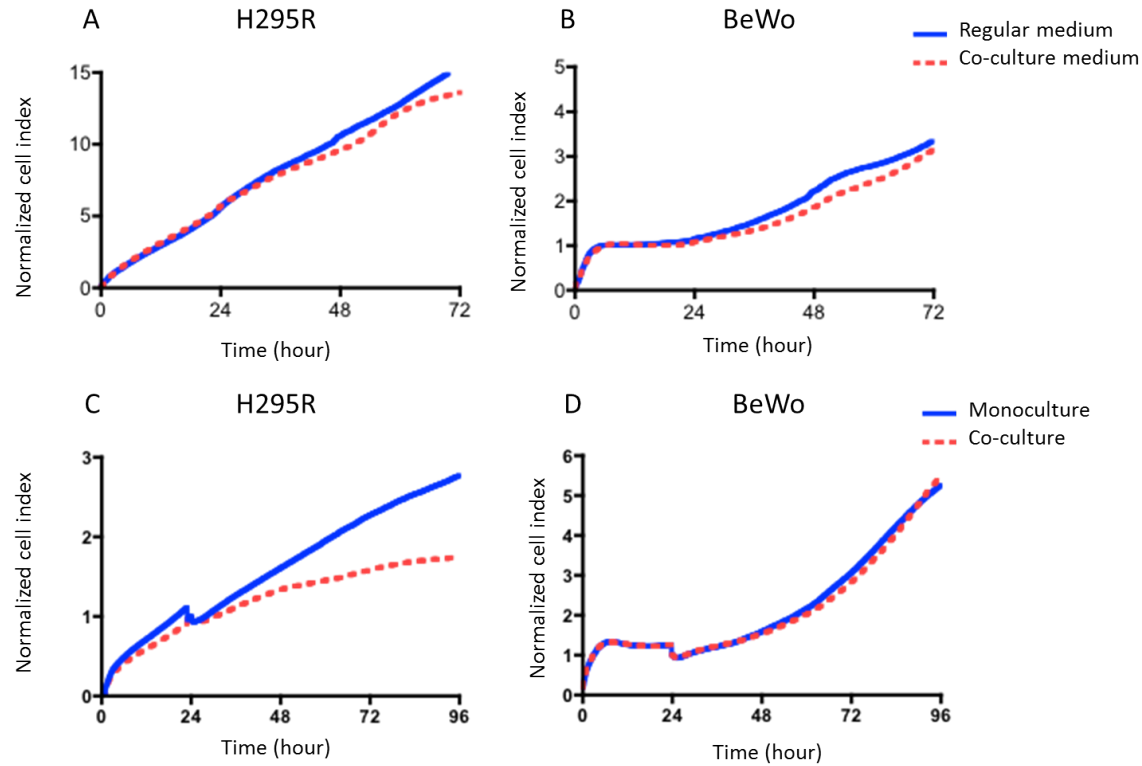 A
H295R
B
BeWo
Regular medium
Co-culture medium
Normalized cell index
15
10
5
0
0 24 48 72
Time (hour)
Normalized cell index
5
4
3
2
1
0
0 24 48 72
Time (hour)
C
H295R
D
BeWo
Monoculture
Co-culture
Normalized cell index
3
2
1
0
0 24 48 72 96
Time (hour)
Normalized cell index
6
5
4
3
2
1
0
0 24 48 72 96
Time (hour)